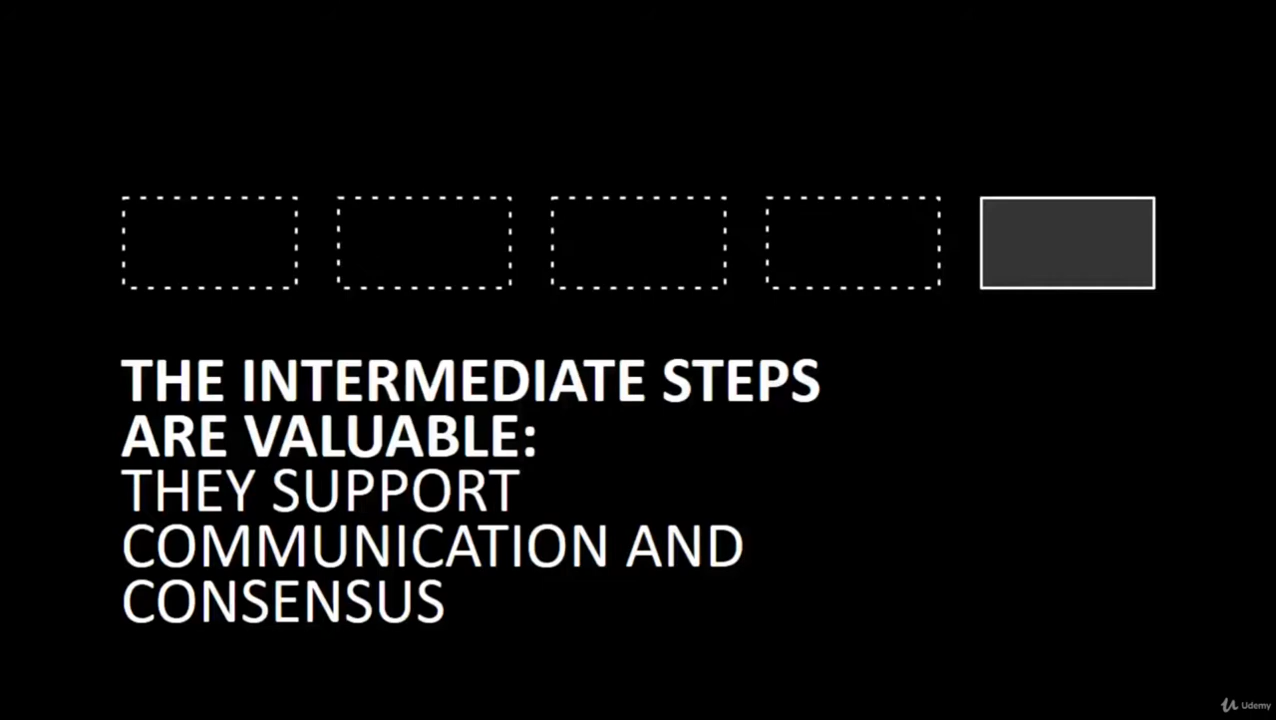 THE INTERMEDIATE STEPS
ARE VALUABLE:
THEY SUPPORT
COMMUNICATION AND
CONSENSUS
Udemy